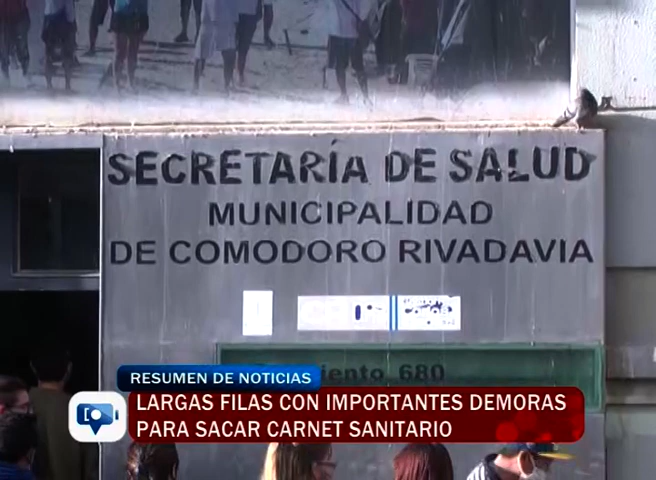 SECRETARÍA DE SALUD
MUNICIPALIDAD
DE COMODORO RIVADAVIA
680
RESUMEN DE NOTICIAS
LARGAS FILAS CON IMPORTANTES DEMORAS
PARA SACAR CARNET SANITARIO